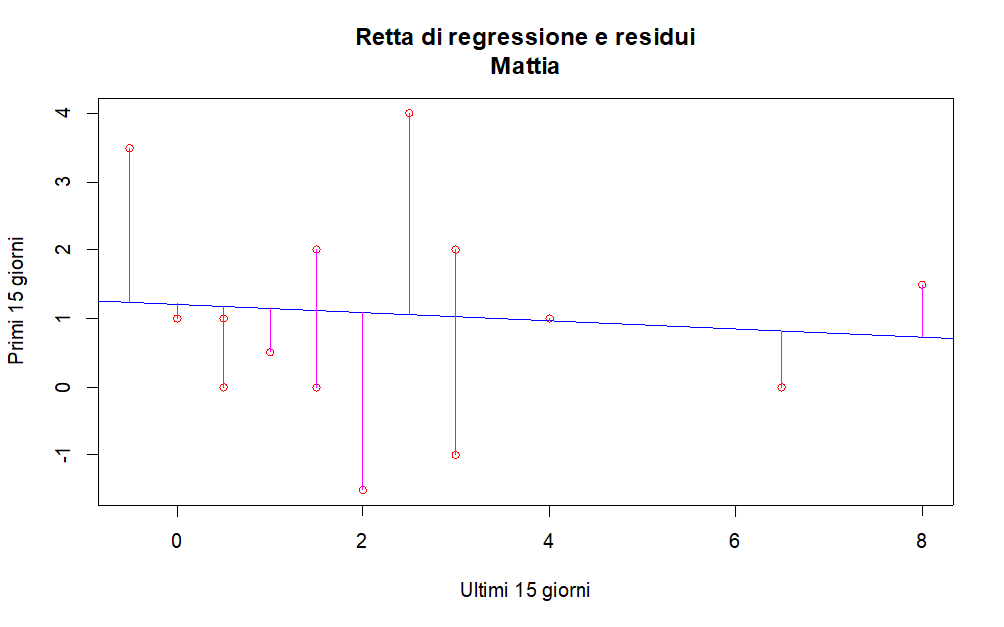 Retta di regressione e residui
Mattia
Primi 15 giorni
4
3
2
1
0
-1
0 2 4 6 8
Ultimi 15 giorni